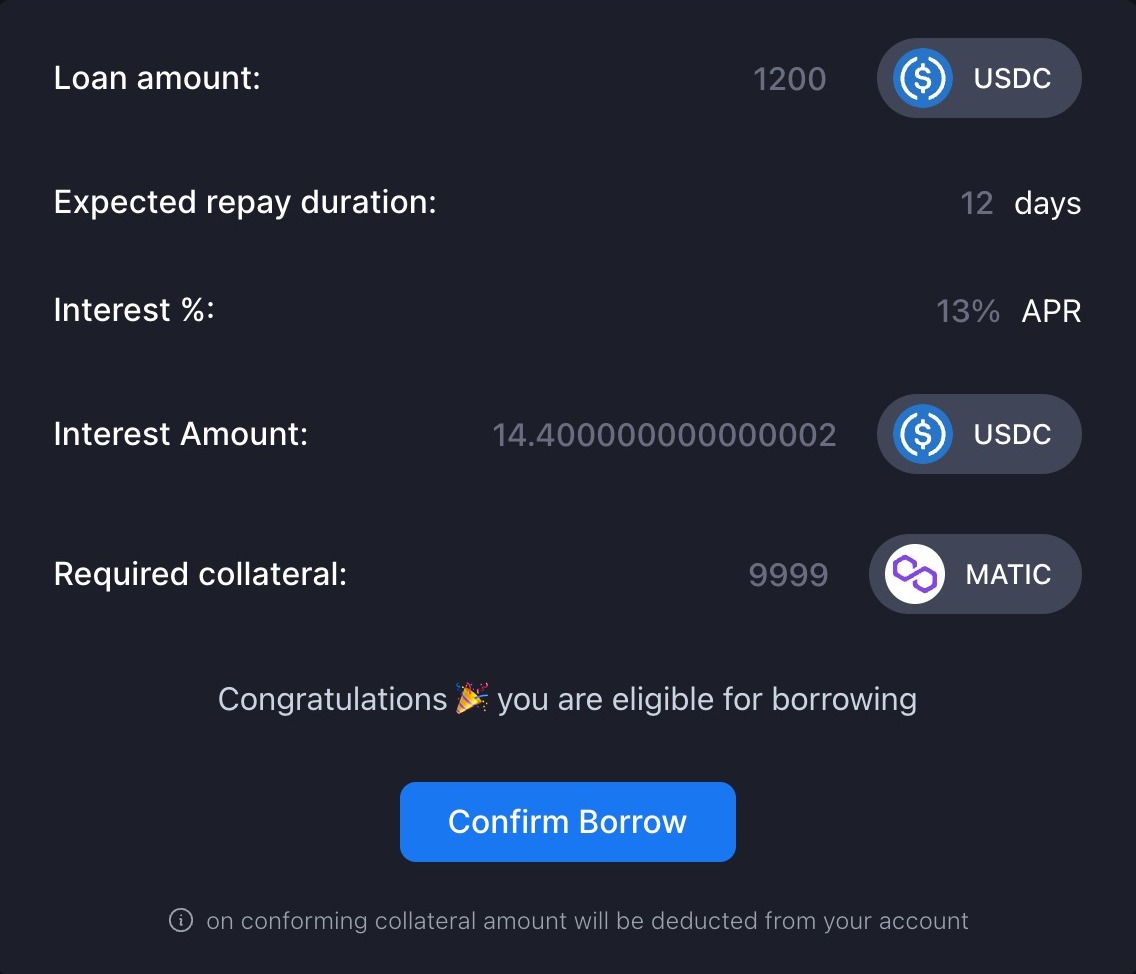 Loan amount: 1200 USDC
Expected repay duration: 12 days
Interest %: 13% APR
Interest Amount: 14.400000000000002 USDC
Required collateral: 9999 MATIC
Congratulations 🎉 you are eligible for borrowing
Confirm Borrow
on conforming collateral amount will be deducted from your account